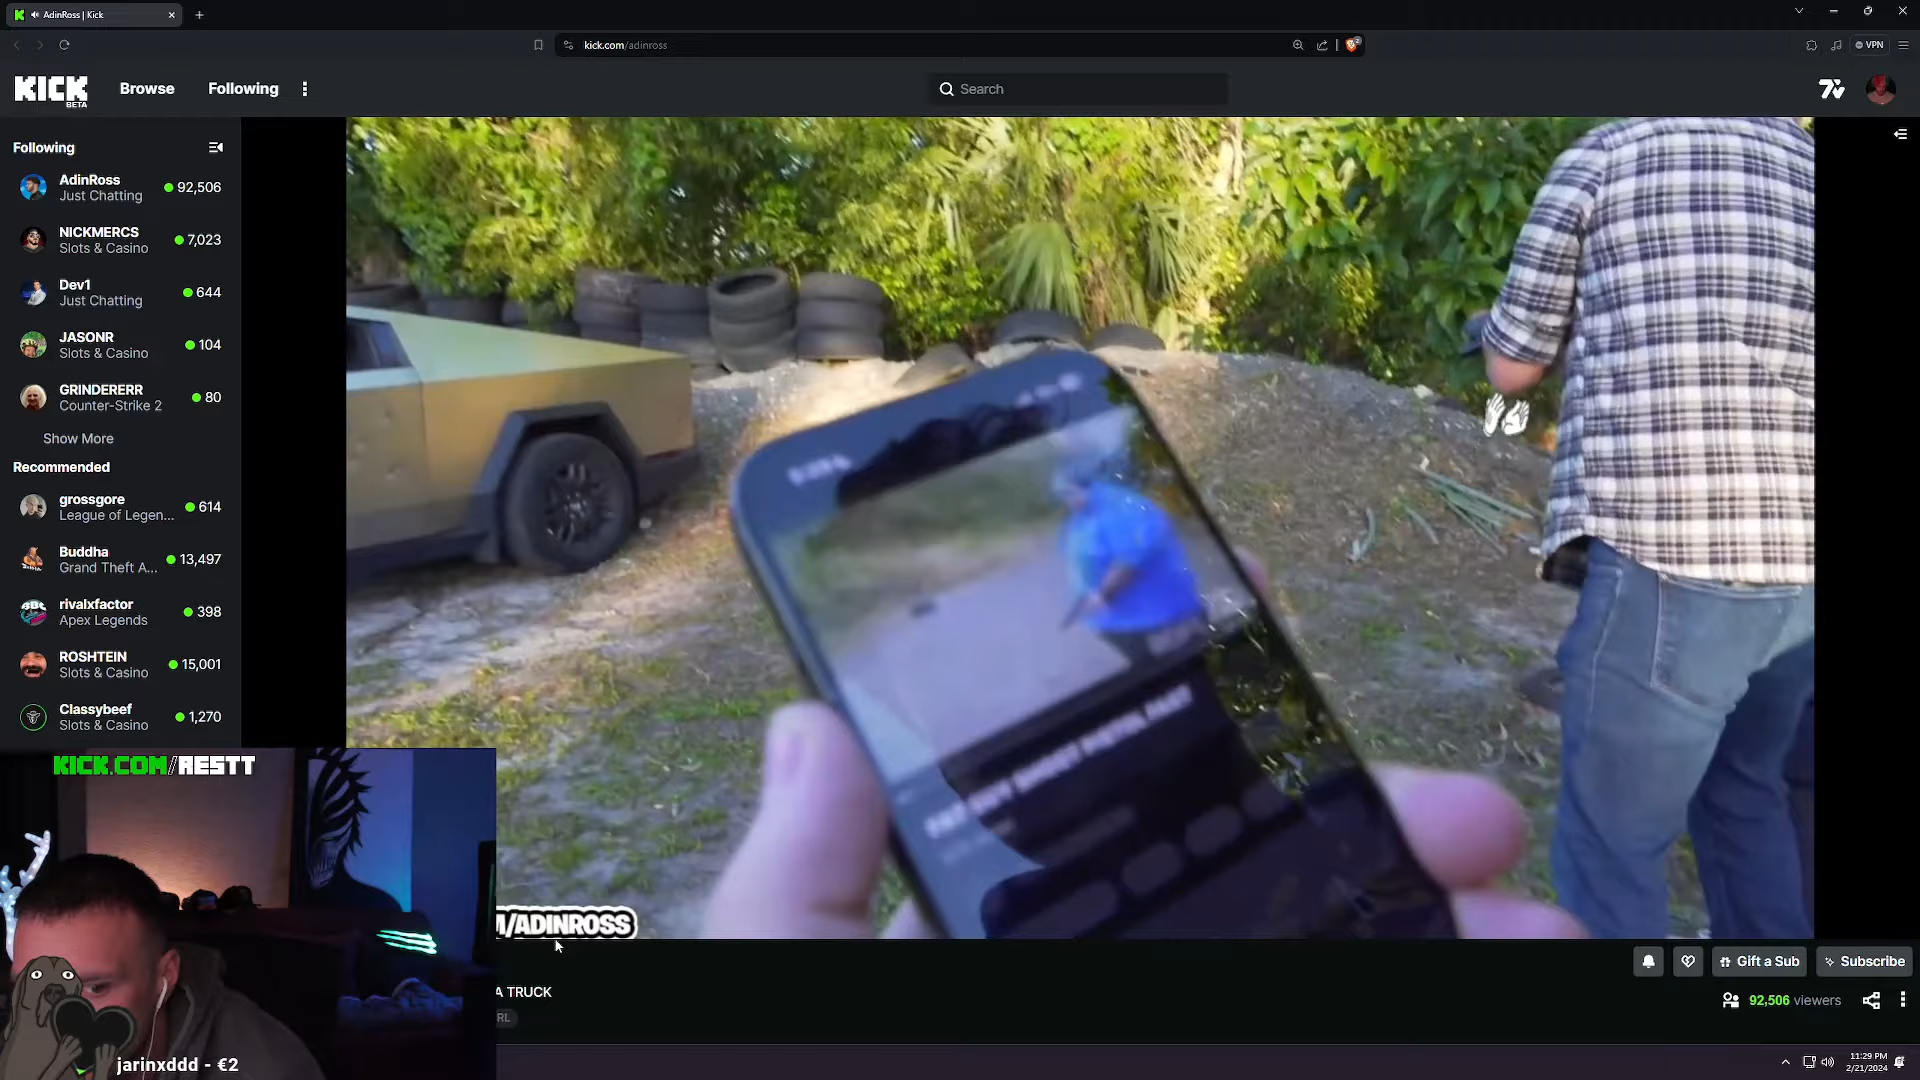 AdinRoss | Kick
kick.com/adinross
VPN
KICK
BETA
Browse
Following
Search
Following
AdinRoss
Just Chatting
92,506
NICKMERCS
Slots & Casino
7,023
Dev1
Just Chatting
644
JASONR
Slots & Casino
104
GRINDERERR
Counter-Strike 2
80
Show More
Recommended
grossgore
League of Legen...
614
Buddha
Grand Theft A...
13,497
rivalxfactor
Apex Legends
398
ROSHTEIN
Slots & Casino
15,001
Classybeef
Slots & Casino
1,270
KICK.COM/RESTT
/ADINROSS
A TRUCK
RL
Gift a Sub
Subscribe
92,506 viewers
jarinxddd - €2
11:29 PM
2/21/2024